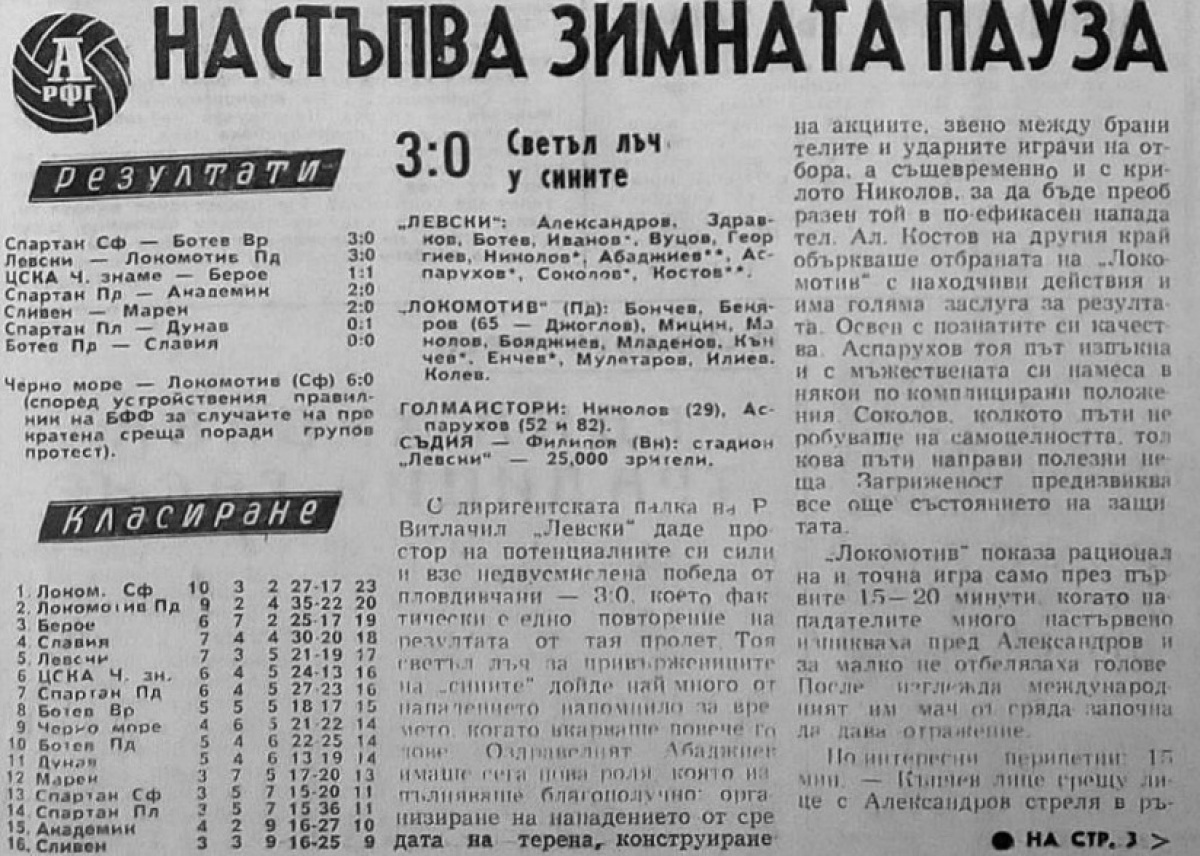 А
РФГ
НАСТЪПВА ЗИМНАТА ПАУЗА
РЕЗУЛТАТИ
Спартак Сф — Ботев Вр 3:0
Левски — Локомотив Пд 3:0
ЦСКА Ч. знаме — Берое 1:1
Спартак Пд — Академик 2:0
Сливен — Марек 2:0
Спартак Пл — Дунав 0:1
Ботев Пд — Славия 0:0
Черно море — Локомотив (Сф) 6:0
(според устройствения правил-
ник на БФФ за случаите на пре
кратена среща поради групов
протест).
КЛАСИРАНЕ
1. Локом. Сф 10 3 2 27-17 23
2. Локомотив Пд 9 2 4 35-22 20
3. Берое 6 7 2 25-17 19
4. Славия 7 4 4 30-20 18
5. Левски 7 3 5 21-19 17
6 ЦСКА Ч. зн. 6 4 5 24-13 16
7 Спартак Пд 6 4 5 27-23 16
8 Ботев Вр 5 5 5 18 17 15
9 Черно море 4 6 5 21-22 14
10 Ботев Пд 5 4 6 22-25 14
11 Дунав 5 4 6 13 19 14
12 Марек 3 7 5 17-20 13
13 Спартак Сф 3 5 7 15-20 11
14. Спартак Пл 3 5 7 15 36 11
15. Академик 4 2 9 16-27 10
16. Сливен 3 3 9 16-25 9
3:0 Светъл лъч
у сините
„ЛЕВСКИ“: Александров, Здрав-
ков, Ботев, Иванов*, Вуцов, Геор
гиев, Николов*, Абаджиев**, Ас-
парухов*, Соколов*, Костов**.
„ЛОКОМОТИВ“ (Пд): Бончев, Бекя-
ров (65 — Джоглов), Мицин, Ма
нолов, Бояджиев, Младенов, Кън
чев*, Енчев*, Мулетаров, Илиев.
Колев.
ГОЛМАЙСТОРИ: Николов (29), Ас-
парухов (52 и 82).
СЪДИЯ — Филипов (Вн): стадион
„Левски“ — 25,000 зрители.
С диригентската палка на Р
Витлачил „Левски“ даде про
стор на потенциалните си сили
и взе недвусмислена победа от
пловдивчани — 3:0, което фак
тически е едно повторение на
резултата от тая пролет. Тоя
светъл лъч за привържениците
на „сините“ дойде най много от
нападението напомнило за вре
мето, когато вкарваше повече го
лове Оздравелият Абаджиев
имаше сега нова роля, която из
пълняваше благополучно: орга
низиране на нападението от сре
дата на терена, конструиране
на акциите, звено между брани
телите и ударните играчи на от-
бора, а същевременно и с кри-
лото Николов, за да бъде преоб
разен той в по ефикасен напада
тел. Ал. Костов на другия край
объркваше отбраната на „Локо-
мотив“ с находчиви действия и
има голяма заслуга за резулта-
та. Освен с познатите си качест
ва. Аспарухов тоя път изпъкна
и с мъжествената си намеса в
някои по комплицирани положе
ния Соколов, колкото пъти не
робуваше на самоцелността, тол
кова пъти направи полезни не-
ща Загриженост предизвиква
все още състоянието на защи
тата.
„Локомотив“ показа рационал
на и точна игра само през пър-
вите 15—20 минути, когато на-
падателите много настървено
изникваха пред Александров и
за малко не отбелязаха голове
После изглежда международ-
ният им мач от сряда започна
да дава отражение.
По интересни перипетии: 15
мин. — Кънчев лице срещу ли-
це с Александров стреля в ръ-
● НА СТР. 3 >